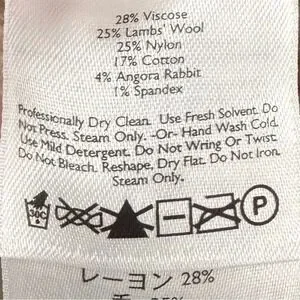 28% Viscose
25% Lambs' Wool
25% Nylon
17% Cotton
4% Angora Rabbit
1% Spandex
Professionally Dry Clean. Use Fresh Solvent. Do
Not Press. Steam Only. -Or- Hand Wash Cold.
Use Mild Detergent. Do Not Wring Or Twist.
Do Not Bleach. Reshape, Dry Flat. Do Not Iron.
Steam Only.
30C P
レーヨン 28%